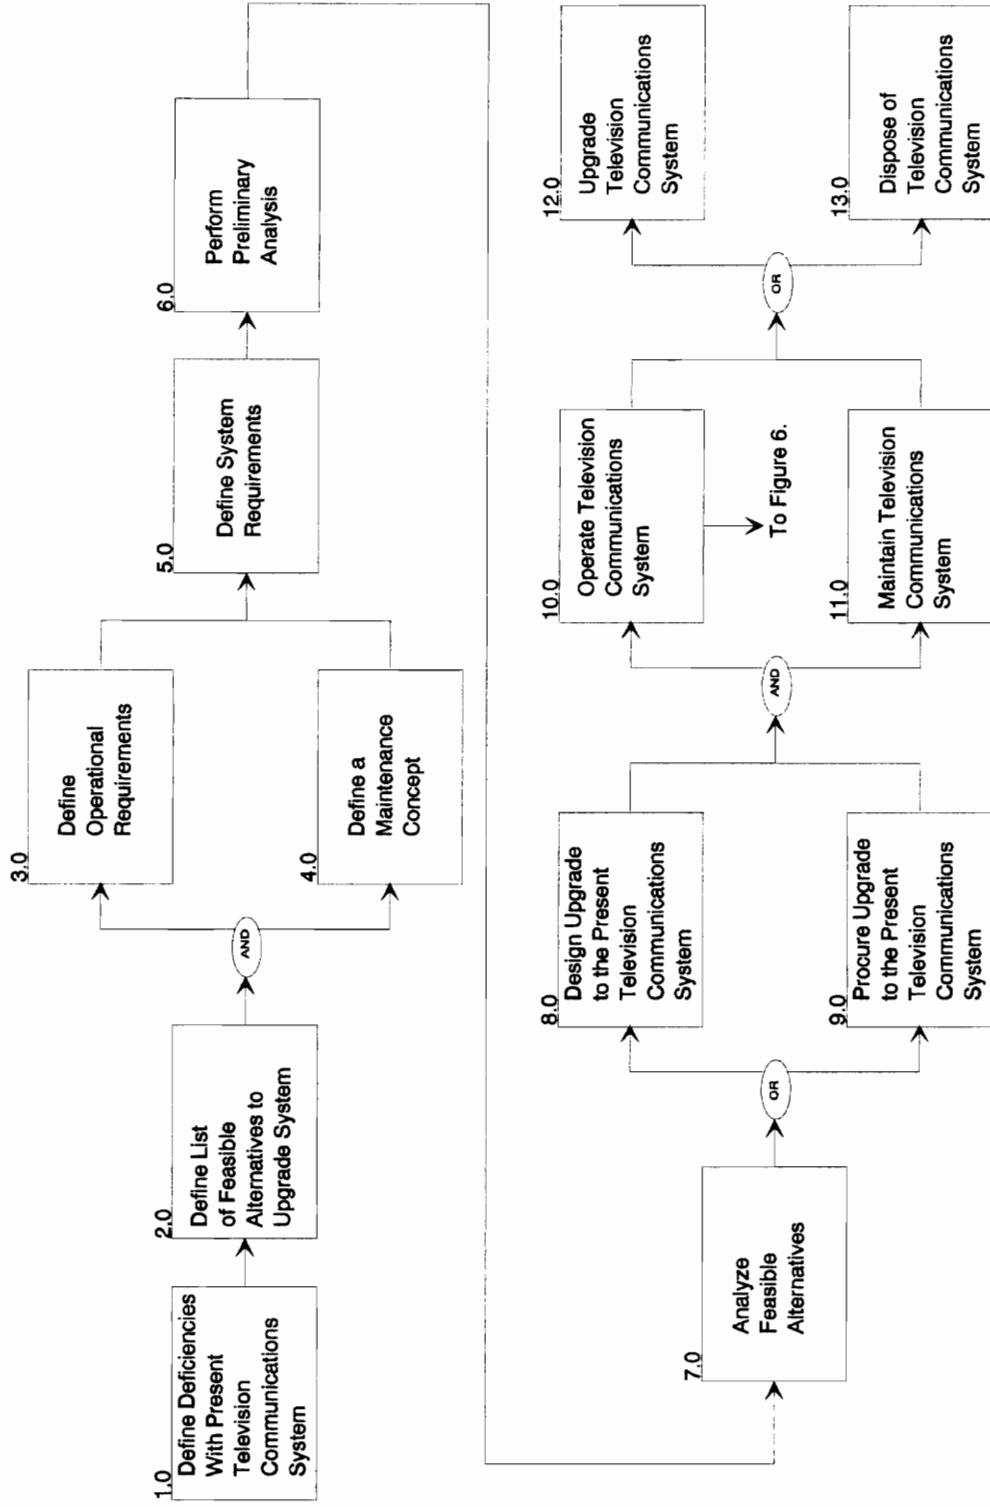 1.0
Define Deficiencies
With Present
Television
Communications
System
2.0
Define List
of Feasible
Alternatives to
Upgrade System
AND
3.0
Define
Operational
Requirements
4.0
Define a
Maintenance
Concept
5.0
Define System
Requirements
6.0
Perform
Preliminary
Analysis
7.0
Analyze
Feasible
Alternatives
OR
8.0
Design Upgrade
to the Present
Television
Communications
System
9.0
Procure Upgrade
to the Present
Television
Communications
System
AND
10.0
Operate Television
Communications
System
To Figure 6.
11.0
Maintain Television
Communications
System
OR
12.0
Upgrade
Television
Communications
System
13.0
Dispose of
Television
Communications
System